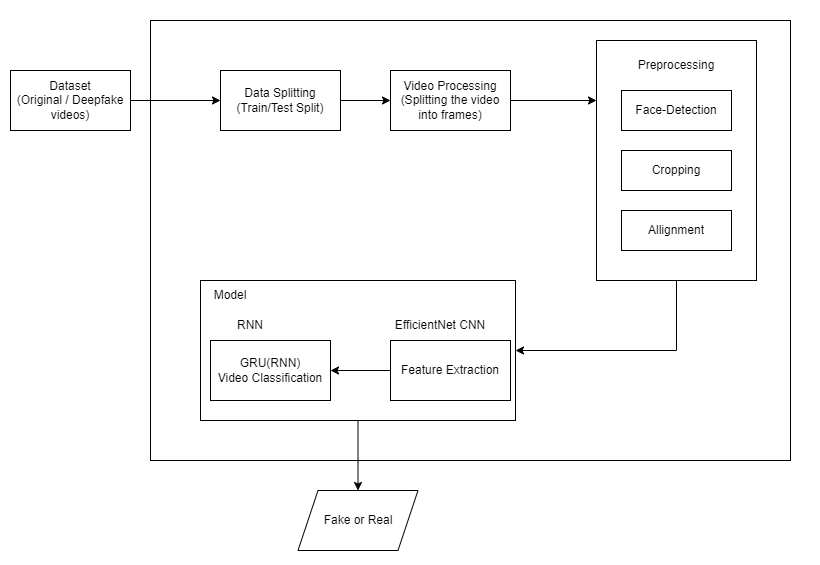 Dataset
(Original / Deepfake
videos)
Data Splitting
(Train/Test Split)
Video Processing
(Splitting the video
into frames)
Preprocessing
Face-Detection
Cropping
Allignment
Model
RNN
EfficientNet CNN
GRU(RNN)
Video Classification
Feature Extraction
Fake or Real